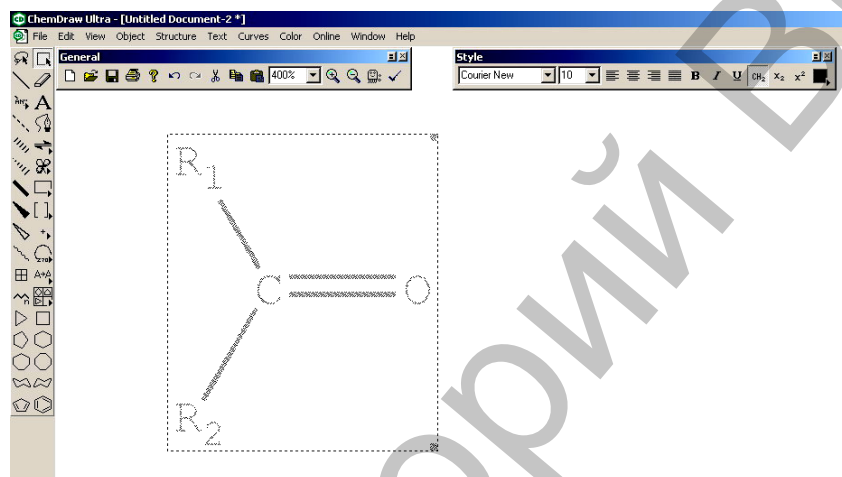 ChemDraw Ultra - [Untitled Document-2 *]
File Edit View Object Structure Text Curves Color Online Window Help
General
400%
Style
Courier New 10 B I U CH₂ X₂ X²
R₁
C O
R₂
орий В